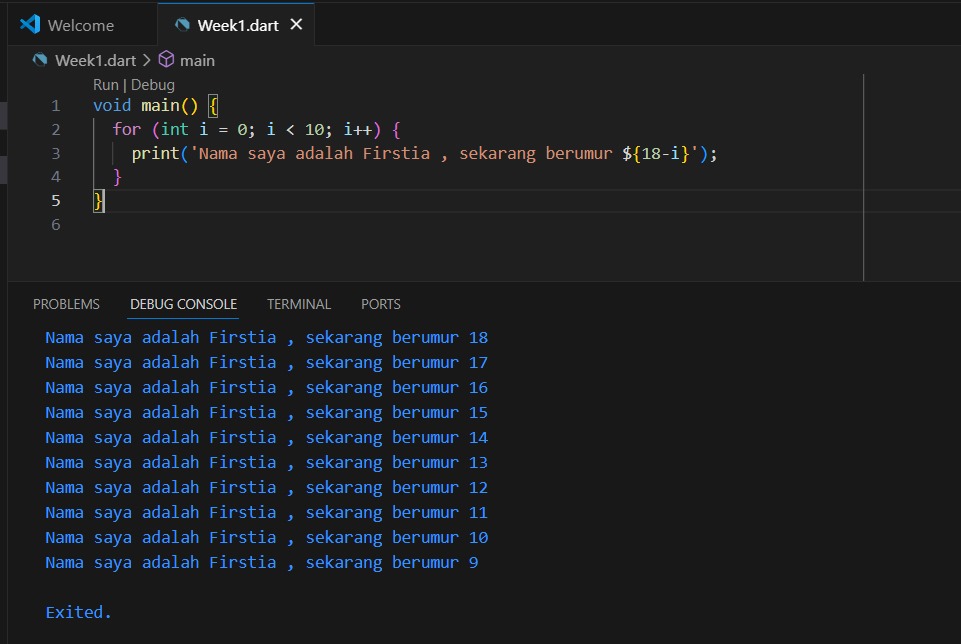 Welcome
Week1.dart
Week1.dart > main
Run | Debug
1 void main() {
2 for (int i = 0; i < 10; i++) {
3 print('Nama saya adalah Firstia , sekarang berumur ${18-i}');
4 }
5 }
6
PROBLEMS DEBUG CONSOLE TERMINAL PORTS
Nama saya adalah Firstia , sekarang berumur 18
Nama saya adalah Firstia , sekarang berumur 17
Nama saya adalah Firstia , sekarang berumur 16
Nama saya adalah Firstia , sekarang berumur 15
Nama saya adalah Firstia , sekarang berumur 14
Nama saya adalah Firstia , sekarang berumur 13
Nama saya adalah Firstia , sekarang berumur 12
Nama saya adalah Firstia , sekarang berumur 11
Nama saya adalah Firstia , sekarang berumur 10
Nama saya adalah Firstia , sekarang berumur 9
Exited.